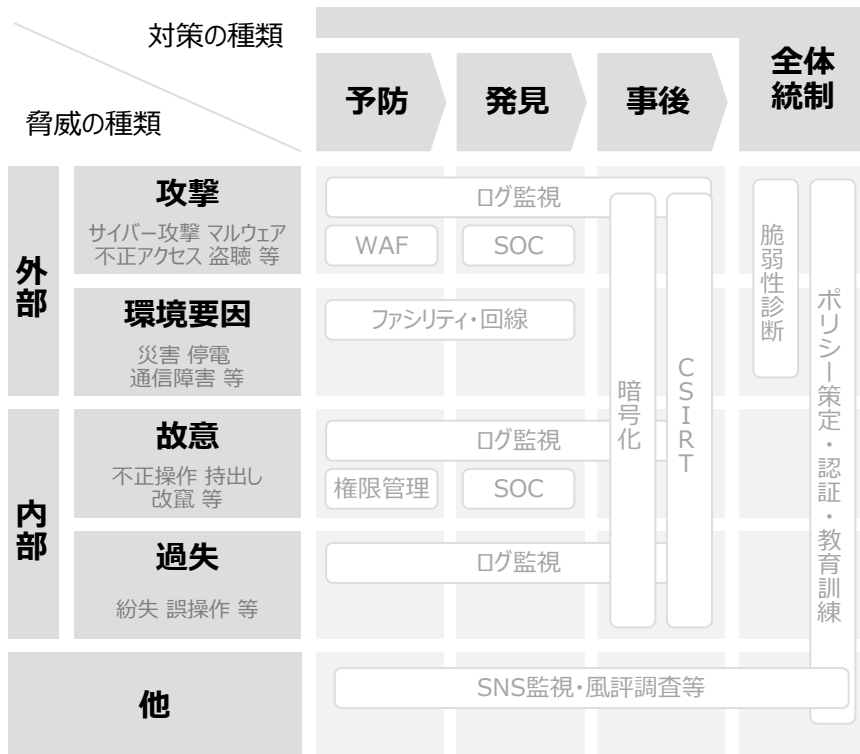 対策の種類
脅威の種類
予防
発見
事後
全体
統制
外部
攻撃
サイバー攻撃 マルウェア
不正アクセス 盗聴 等
ログ監視
WAF
SOC
環境要因
災害 停電
通信障害 等
ファシリティ・回線
内部
故意
不正操作 持出し
改竄 等
ログ監視
権限管理
SOC
過失
紛失 誤操作 等
ログ監視
暗号化
CSIRT
脆弱性診断
ポリシー策定・認証・教育訓練
他
SNS監視・風評調査等